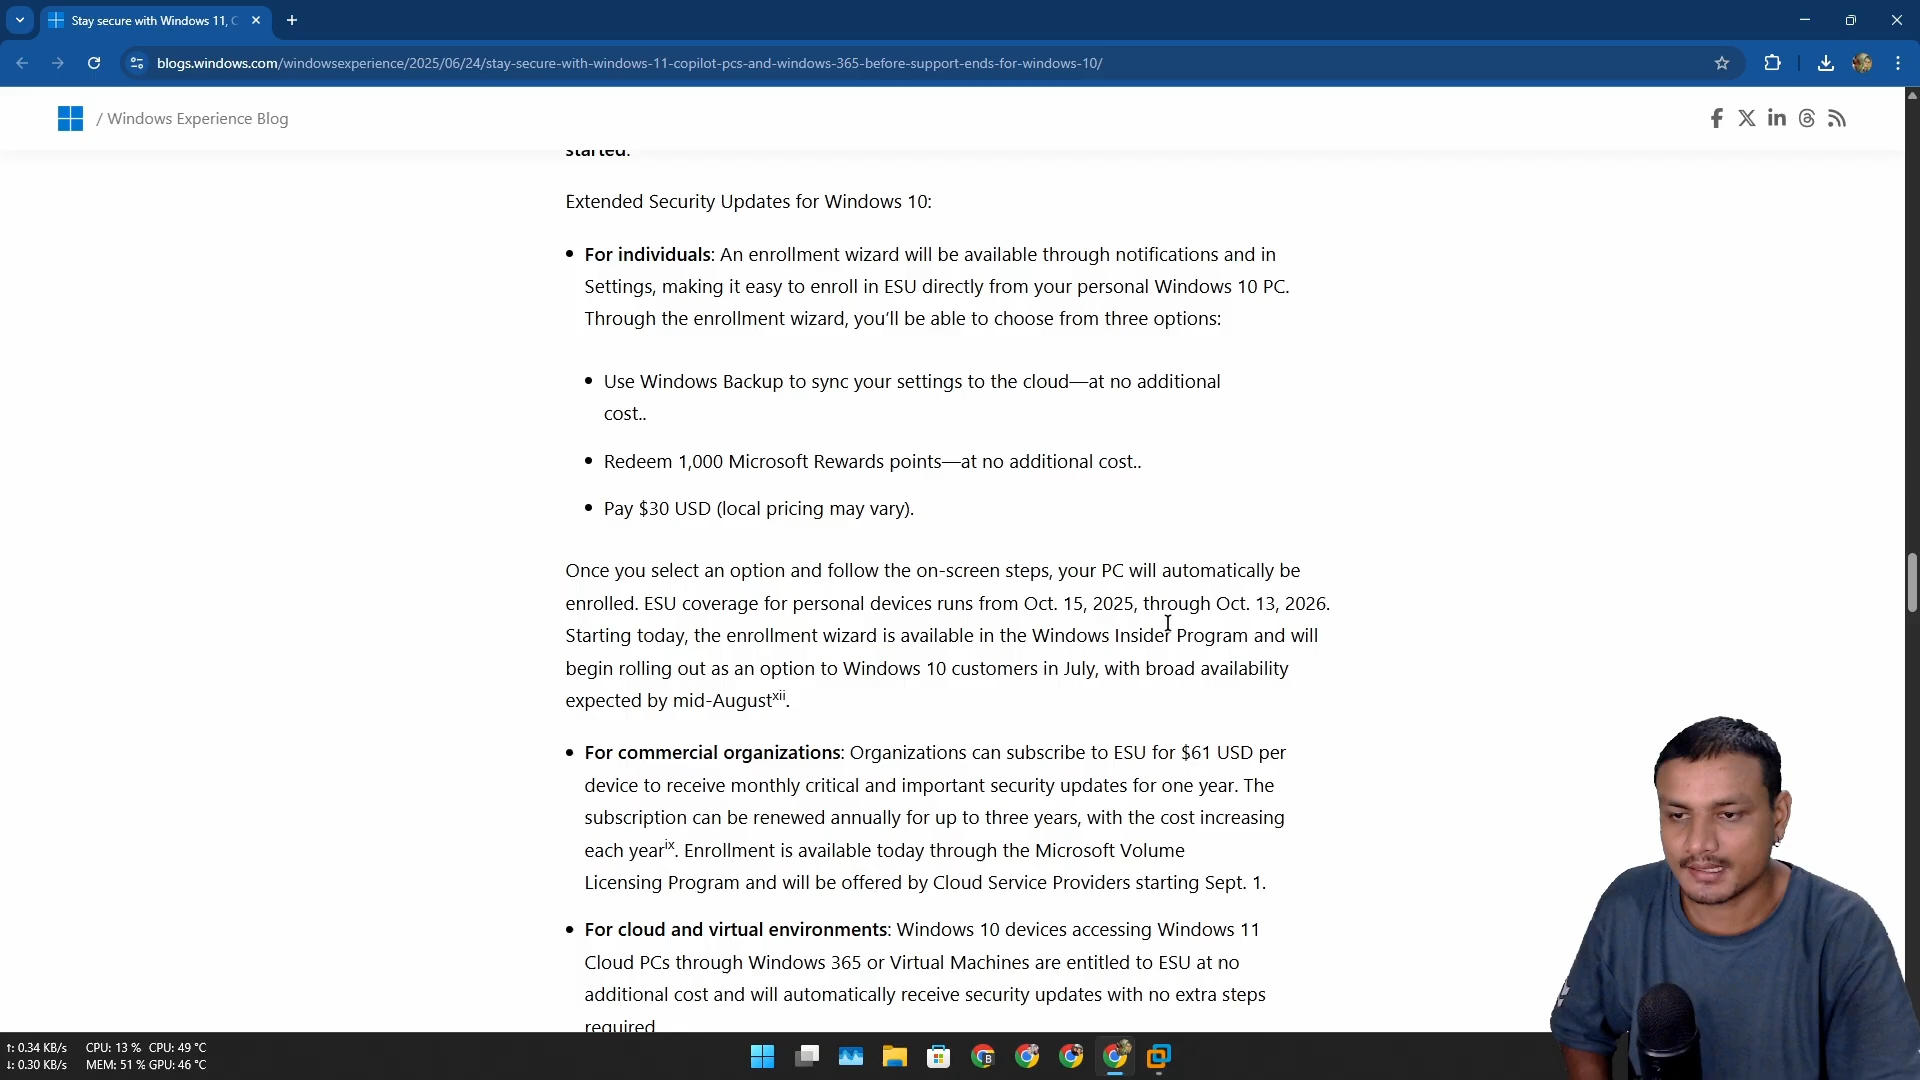 Stay secure with Windows 11, C
blogs.windows.com/windowsexperience/2025/06/24/stay-secure-with-windows-11-copilot-pcs-and-windows-365-before-support-ends-for-windows-10/
/ Windows Experience Blog
started.
Extended Security Updates for Windows 10:
• For individuals: An enrollment wizard will be available through notifications and in
Settings, making it easy to enroll in ESU directly from your personal Windows 10 PC.
Through the enrollment wizard, you’ll be able to choose from three options:
• Use Windows Backup to sync your settings to the cloud—at no additional
cost..
• Redeem 1,000 Microsoft Rewards points—at no additional cost..
• Pay $30 USD (local pricing may vary).
Once you select an option and follow the on-screen steps, your PC will automatically be
enrolled. ESU coverage for personal devices runs from Oct. 15, 2025, through Oct. 13, 2026.
Starting today, the enrollment wizard is available in the Windows Insider Program and will
begin rolling out as an option to Windows 10 customers in July, with broad availability
expected by mid-Augustxii.
• For commercial organizations: Organizations can subscribe to ESU for $61 USD per
device to receive monthly critical and important security updates for one year. The
subscription can be renewed annually for up to three years, with the cost increasing
each yearix. Enrollment is available today through the Microsoft Volume
Licensing Program and will be offered by Cloud Service Providers starting Sept. 1.
• For cloud and virtual environments: Windows 10 devices accessing Windows 11
Cloud PCs through Windows 365 or Virtual Machines are entitled to ESU at no
additional cost and will automatically receive security updates with no extra steps
required
↑: 0.34 KB/s CPU: 13 % CPU: 49 °C
↓: 0.30 KB/s MEM: 51 % GPU: 46 °C